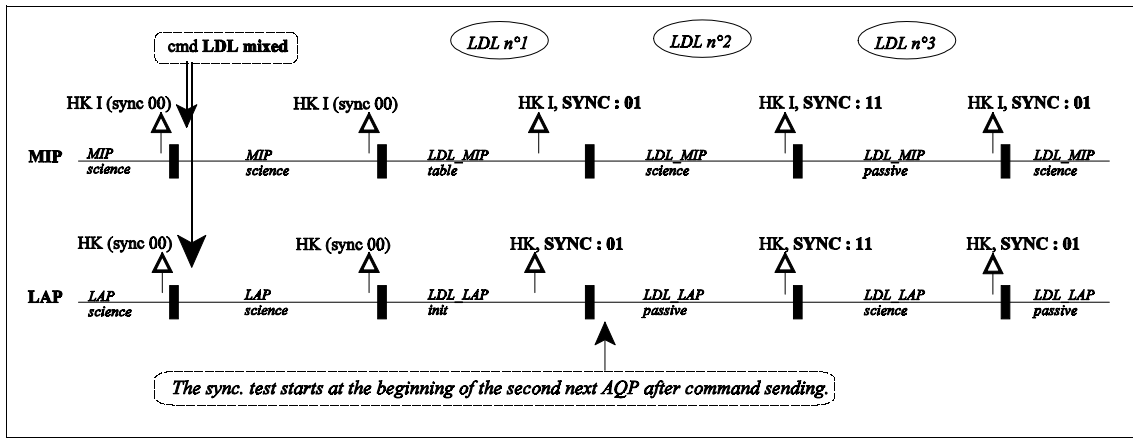 cmd LDL mixed
LDL n°1
LDL n°2
LDL n°3
HK I (sync 00)
HK I (sync 00)
HK I, SYNC : 01
HK I, SYNC : 11
HK I, SYNC : 01
MIP
MIP
science
MIP
science
LDL_MIP
table
LDL_MIP
science
LDL_MIP
passive
LDL_MIP
science
HK (sync 00)
HK (sync 00)
HK, SYNC : 01
HK, SYNC : 11
HK, SYNC : 01
LAP
LAP
science
LAP
science
LDL_LAP
init
LDL_LAP
passive
LDL_LAP
science
LDL_LAP
passive
The sync. test starts at the beginning of the second next AQP after command sending.